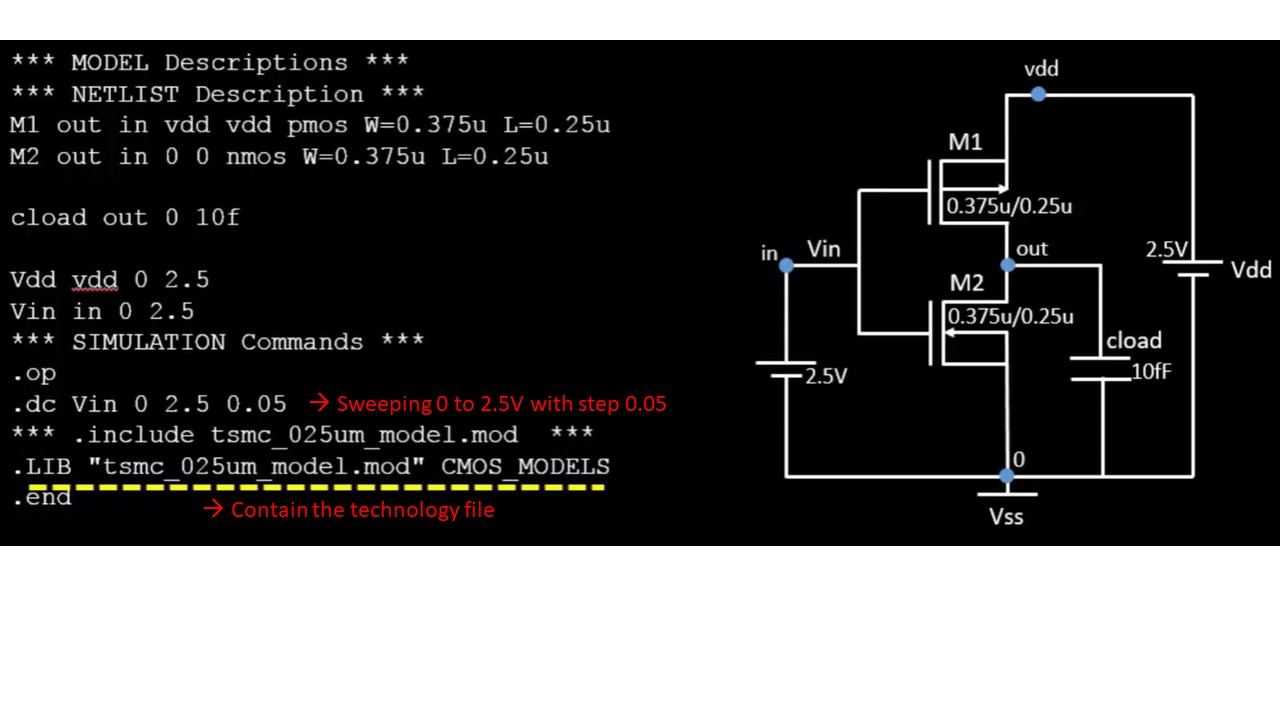 *** MODEL Descriptions ***
*** NETLIST Description ***
M1 out in vdd vdd pmos W=0.375u L=0.25u
M2 out in 0 0 nmos W=0.375u L=0.25u
cload out 0 10f
Vdd vdd 0 2.5
Vin in 0 2.5
*** SIMULATION Commands ***
.op
.dc Vin 0 2.5 0.05 → Sweeping 0 to 2.5V with step 0.05
*** .include tsmc_025um_model.mod ***
.LIB "tsmc_025um_model.mod" CMOS_MODELS
.end
→ Contain the technology file
vdd
M1
0.375u/0.25u
in
Vin
out
2.5V
Vdd
M2
0.375u/0.25u
cload
10fF
2.5V
0
Vss